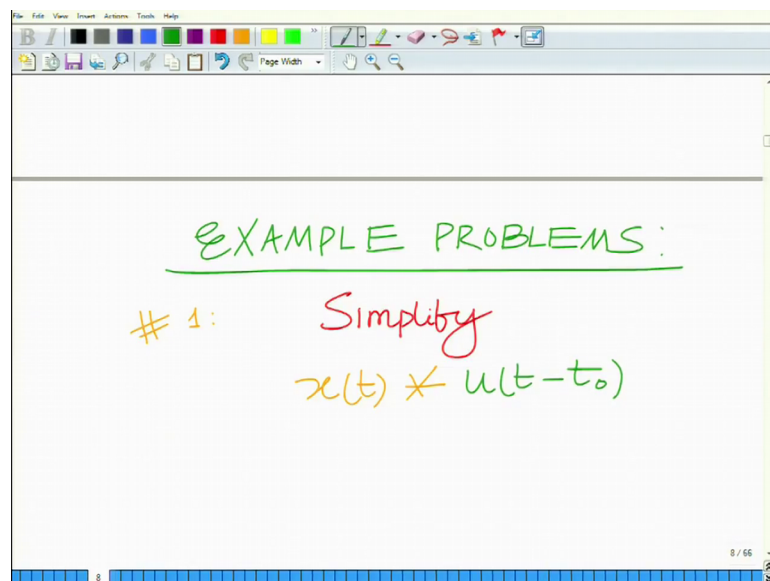 File Edit View Insert Actions Tools Help
B I
Page Width
EXAMPLE PROBLEMS:
# 1: Simplify
x(t) * u(t-t₀)
8 / 66
8